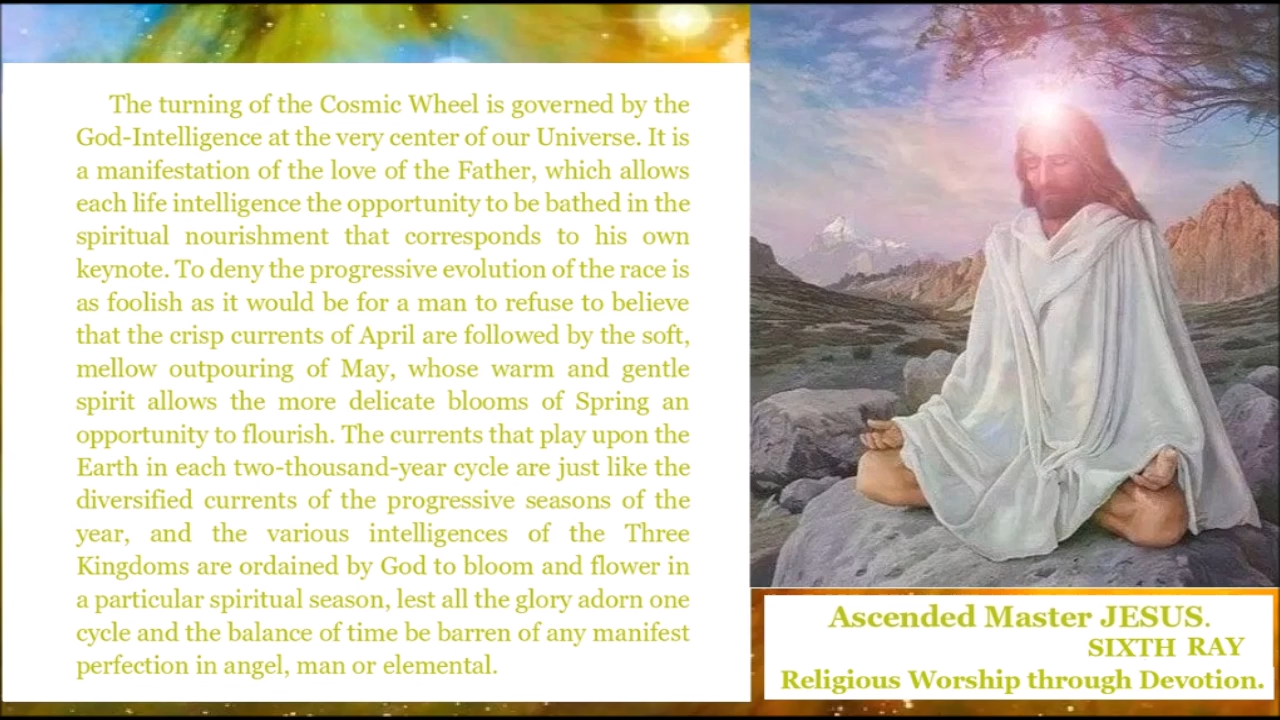 The turning of the Cosmic Wheel is governed by the
God-Intelligence at the very center of our Universe. It is
a manifestation of the love of the Father, which allows
each life intelligence the opportunity to be bathed in the
spiritual nourishment that corresponds to his own
keynote. To deny the progressive evolution of the race is
as foolish as it would be for a man to refuse to believe
that the crisp currents of April are followed by the soft,
mellow outpouring of May, whose warm and gentle
spirit allows the more delicate blooms of Spring an
opportunity to flourish. The currents that play upon the
Earth in each two-thousand-year cycle are just like the
diversified currents of the progressive seasons of the
year, and the various intelligences of the Three
Kingdoms are ordained by God to bloom and flower in
a particular spiritual season, lest all the glory adorn one
cycle and the balance of time be barren of any manifest
perfection in angel, man or elemental.
Ascended Master JESUS.
SIXTH RAY
Religious Worship through Devotion.